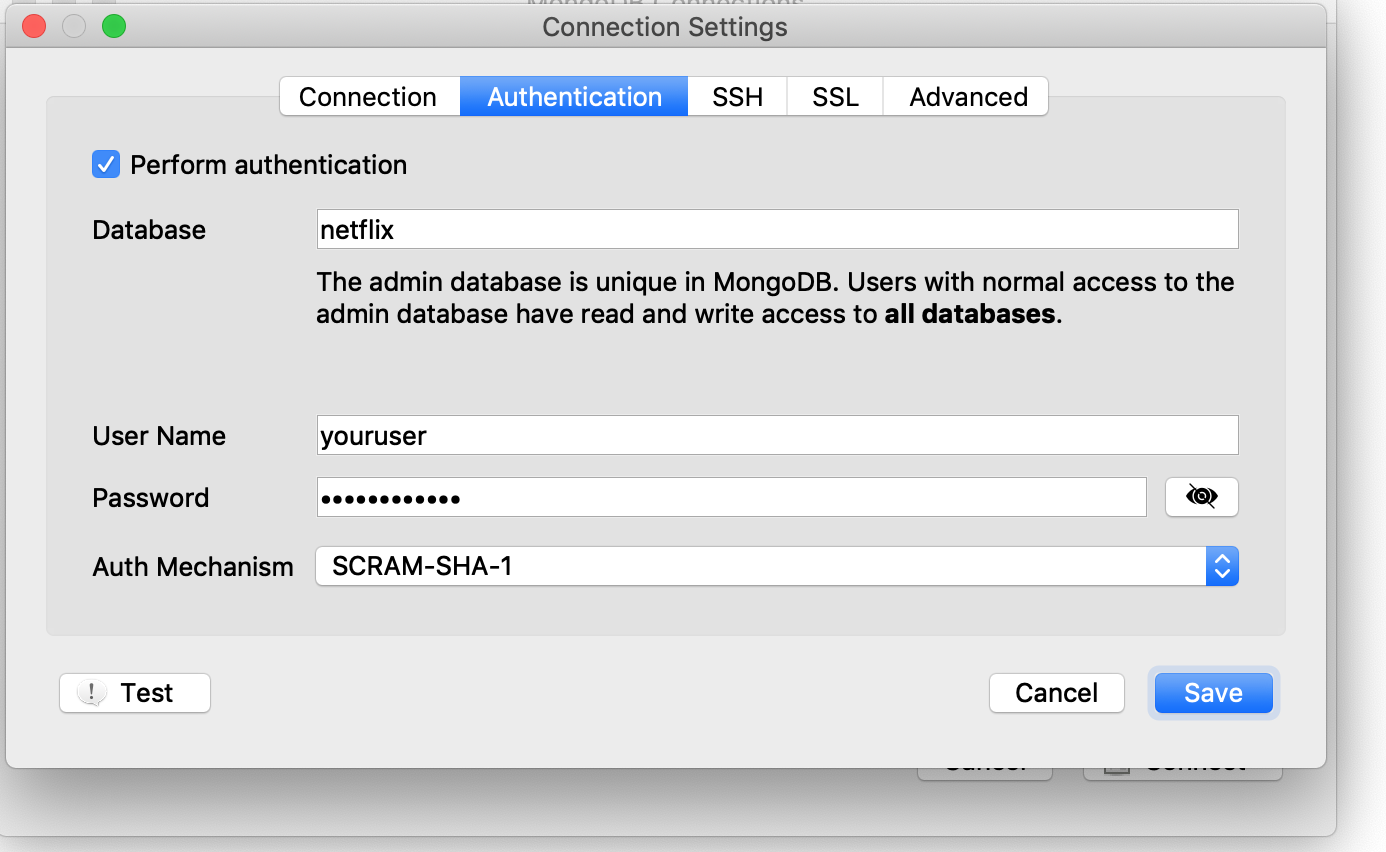 Connection Settings
Connection Authentication SSH SSL Advanced
Perform authentication
Database netflix
The admin database is unique in MongoDB. Users with normal access to the
admin database have read and write access to all databases.
User Name youruser
Password ••••••••••••
Auth Mechanism SCRAM-SHA-1
Test Cancel Save